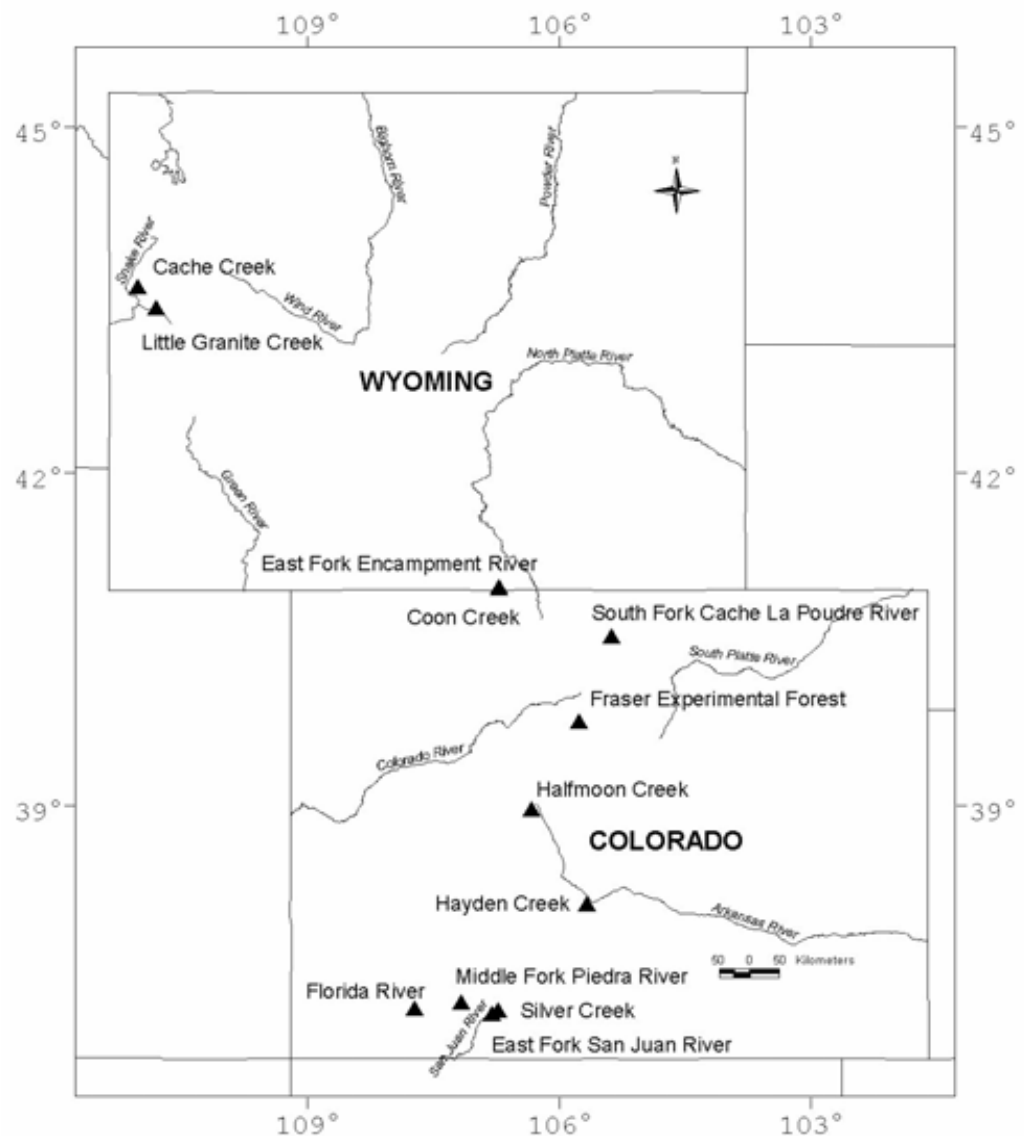 109° 106° 103°
45° 45°
N
Bighorn River
Powder River
Snake River
Cache Creek
Wind River
Little Granite Creek
North Platte River
WYOMING
42° 42°
Green River
East Fork Encampment River
Coon Creek
South Fork Cache La Poudre River
South Platte River
Fraser Experimental Forest
Colorado River
Halfmoon Creek
39° 39°
COLORADO
Hayden Creek
Arkansas River
50 0 50 Kilometers
Middle Fork Piedra River
Florida River
Silver Creek
San Juan River
East Fork San Juan River
109° 106° 103°